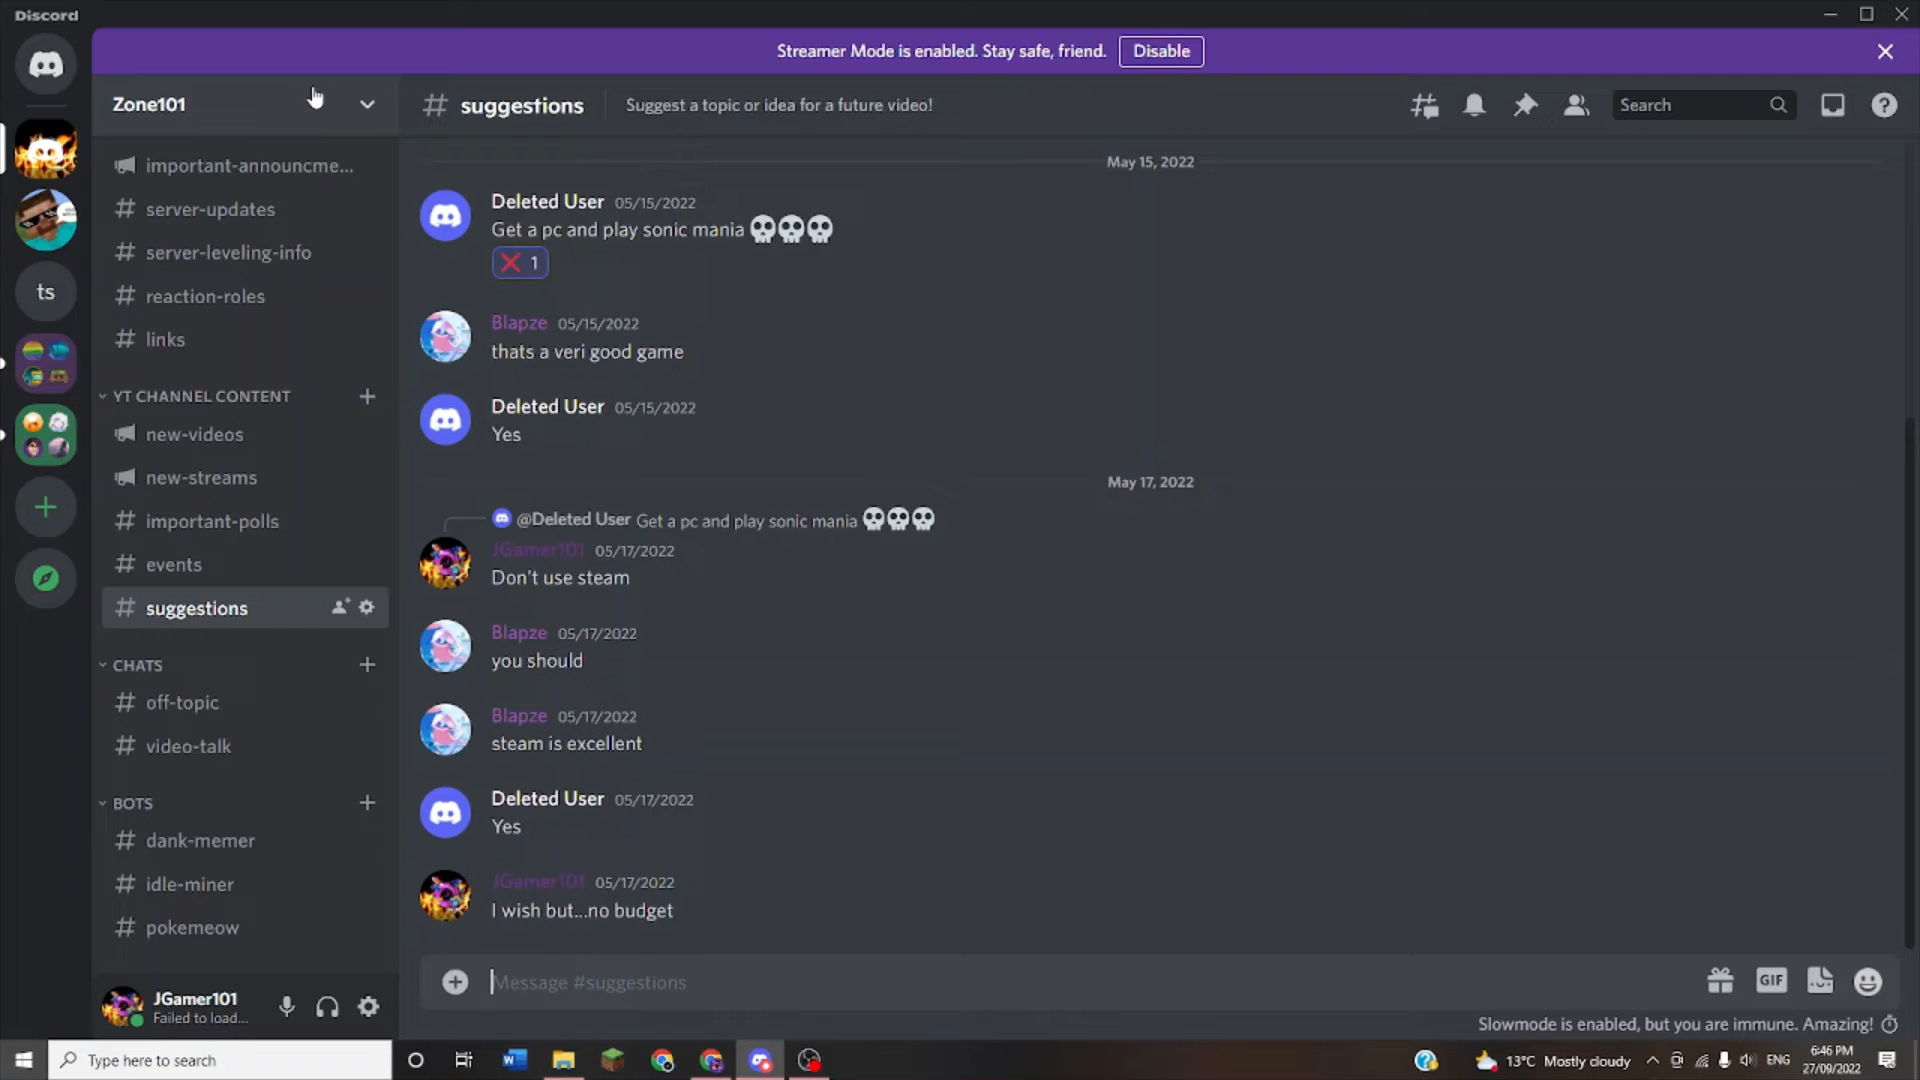 Discord
Streamer Mode is enabled. Stay safe, friend.
Disable
Zone101
suggestions
Suggest a topic or idea for a future video!
Search
important-announcme...
server-updates
server-leveling-info
reaction-roles
links
ts
YT CHANNEL CONTENT
new-videos
new-streams
important-polls
events
suggestions
CHATS
off-topic
video-talk
BOTS
dank-memer
idle-miner
pokemeow
JGamer101
Failed to load...
May 15, 2022
Deleted User 05/15/2022
Get a pc and play sonic mania 💀💀💀
❌ 1
Blapze 05/15/2022
thats a veri good game
Deleted User 05/15/2022
Yes
May 17, 2022
@Deleted User Get a pc and play sonic mania 💀💀💀
JGamer101 05/17/2022
Don't use steam
Blapze 05/17/2022
you should
Blapze 05/17/2022
steam is excellent
Deleted User 05/17/2022
Yes
JGamer101 05/17/2022
I wish but...no budget
Message #suggestions
GIF
Slowmode is enabled, but you are immune. Amazing!
Type here to search
13°C Mostly cloudy
ENG
6:46 PM
27/09/2022